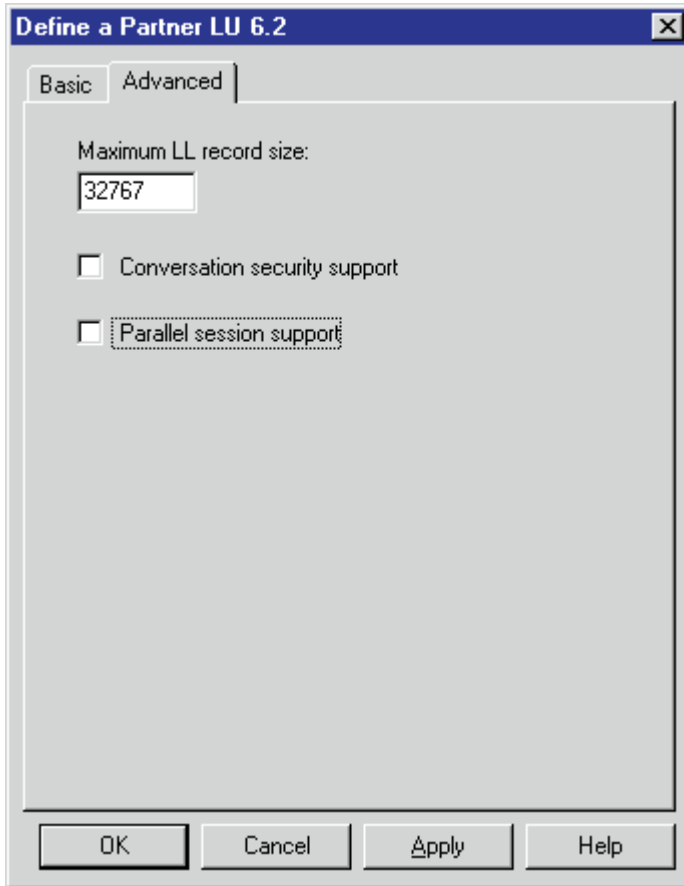 Define a Partner LU 6.2
Basic Advanced
Maximum LL record size:
32767
Conversation security support
Parallel session support
OK Cancel Apply Help